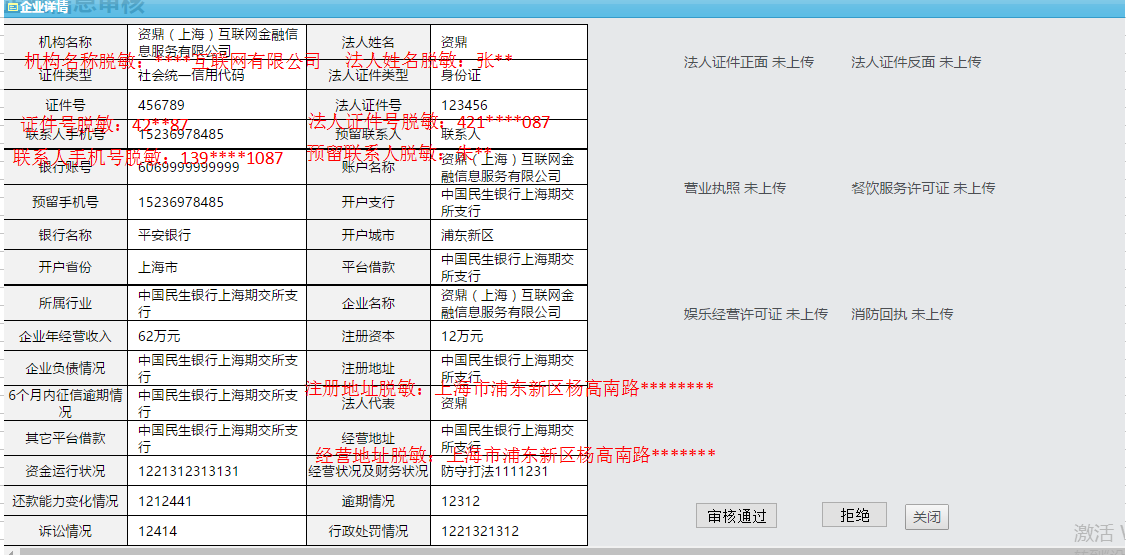 企业详情
机构名称 资鼎（上海）互联网金融信息服务有限公司 法人姓名 资鼎
机构名称脱敏：****互联网有限公司 法人姓名脱敏：张**
法人证件正面 未上传 法人证件反面 未上传
证件类型 社会统一信用代码 法人证件类型 身份证
证件号 456789 法人证件号 123456
证件号脱敏：42**87 法人证件号脱敏：421****087
联系人手机号 15236978485 预留联系人 联系人
联系人手机号脱敏：139****1087 预留联系人脱敏：朱**
银行账号 6069999999999 账户名称 资鼎（上海）互联网金融信息服务有限公司
营业执照 未上传 餐饮服务许可证 未上传
预留手机号 15236978485 开户支行 中国民生银行上海期交所支行
银行名称 平安银行 开户城市 浦东新区
开户省份 上海市 平台借款 中国民生银行上海期交所支行
所属行业 中国民生银行上海期交所支行 企业名称 资鼎（上海）互联网金融信息服务有限公司
娱乐经营许可证 未上传 消防回执 未上传
企业年经营收入 62万元 注册资本 12万元
企业负债情况 中国民生银行上海期交所支行 注册地址 中国民生银行上海期交所支行
注册地址脱敏：上海市浦东新区杨高南路********
6个月内征信逾期情况 中国民生银行上海期交所支行 法人代表 资鼎
其它平台借款 中国民生银行上海期交所支行 经营地址 中国民生银行上海期交所支行
经营地址脱敏：上海市浦东新区杨高南路*******
资金运行状况 1221312313131 经营状况及财务状况 防守打法1111231
还款能力变化情况 1212441 逾期情况 12312
审核通过 拒绝 关闭
诉讼情况 12414 行政处罚情况 1221321312
激活